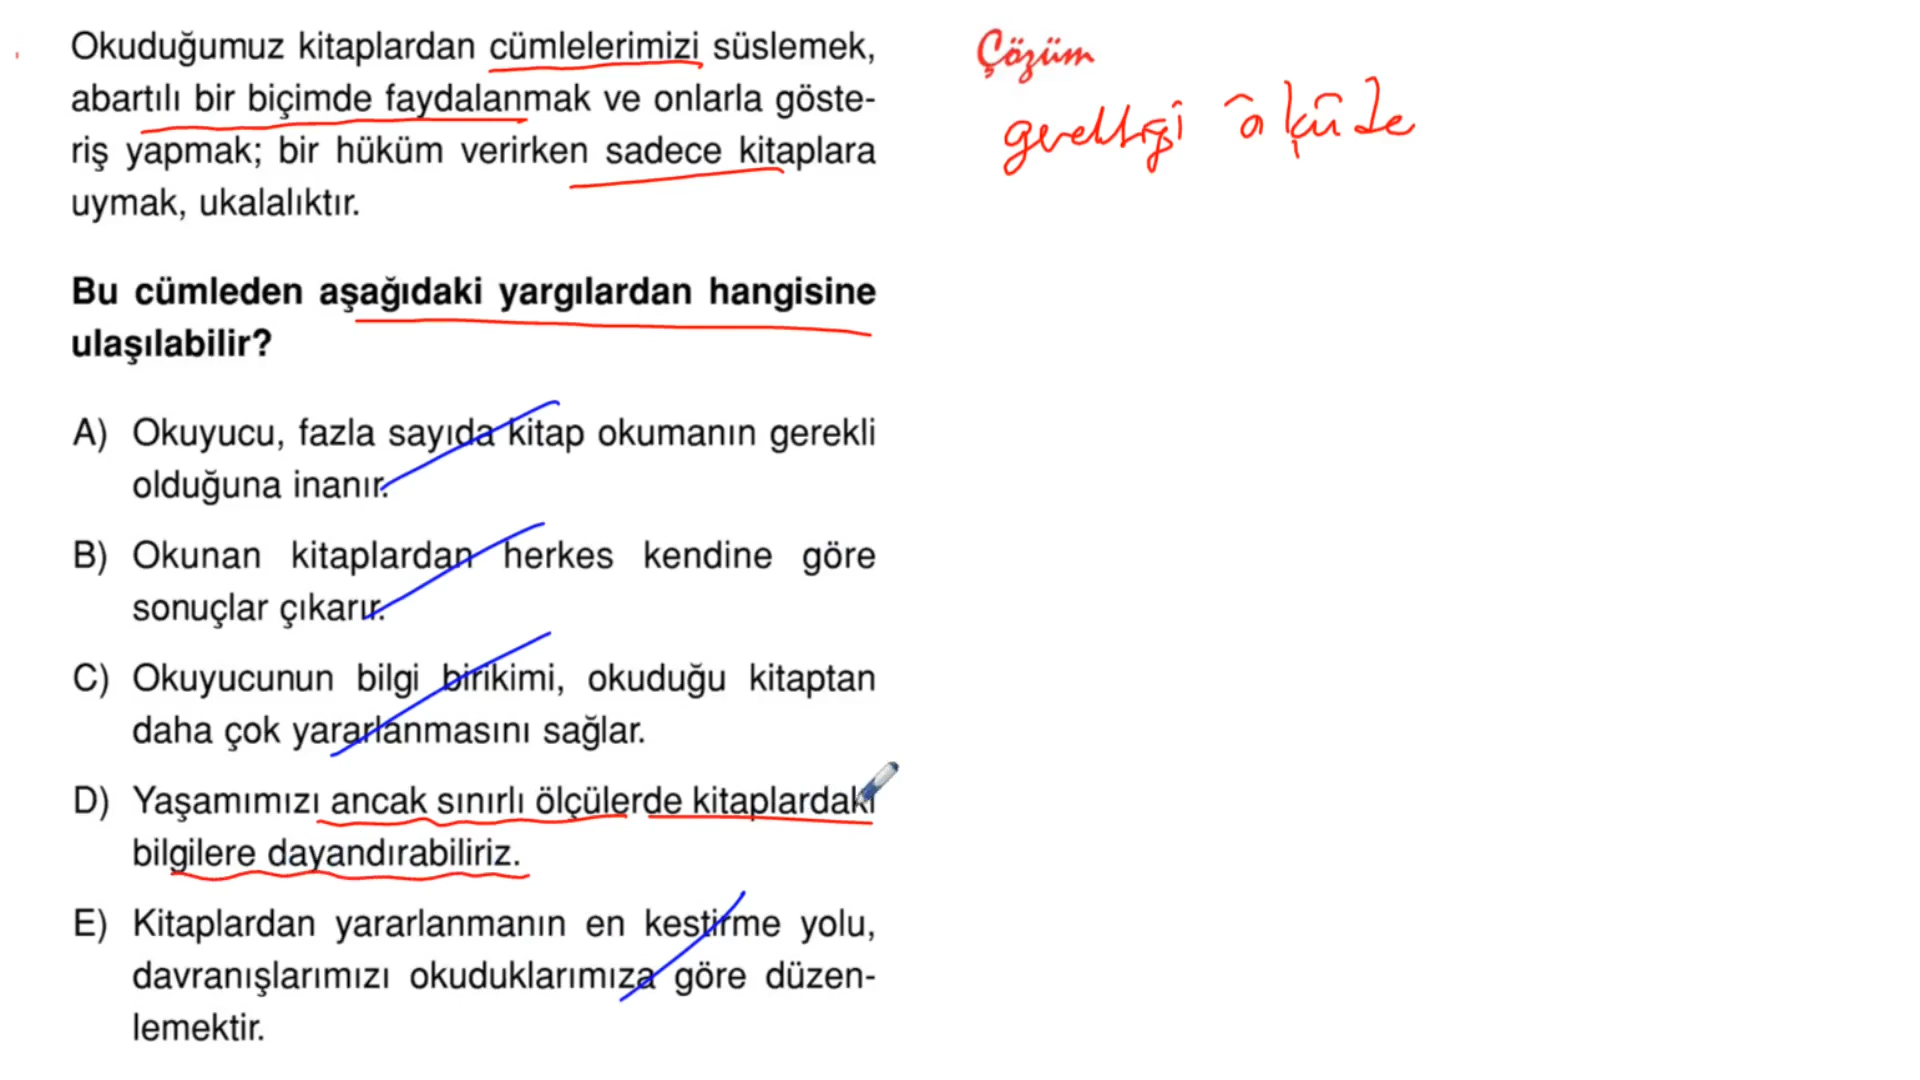 Okuduğumuz kitaplardan cümlelerimizi süslemek,
abartılı bir biçimde faydalanmak ve onlarla göste-
riş yapmak; bir hüküm verirken sadece kitaplara
uymak, ukalalıktır.
Bu cümleden aşağıdaki yargılardan hangisine
ulaşılabilir?
A) Okuyucu, fazla sayıda kitap okumanın gerekli
olduğuna inanır.
B) Okunan kitaplardan herkes kendine göre
sonuçlar çıkarır.
C) Okuyucunun bilgi birikimi, okuduğu kitaptan
daha çok yararlanmasını sağlar.
D) Yaşamımızı ancak sınırlı ölçülerde kitaplardaki
bilgilere dayandırabiliriz.
E) Kitaplardan yararlanmanın en kestirme yolu,
davranışlarımızı okuduklarımıza göre düzen-
lemektir.
Çözüm
gerektiği ölçüde